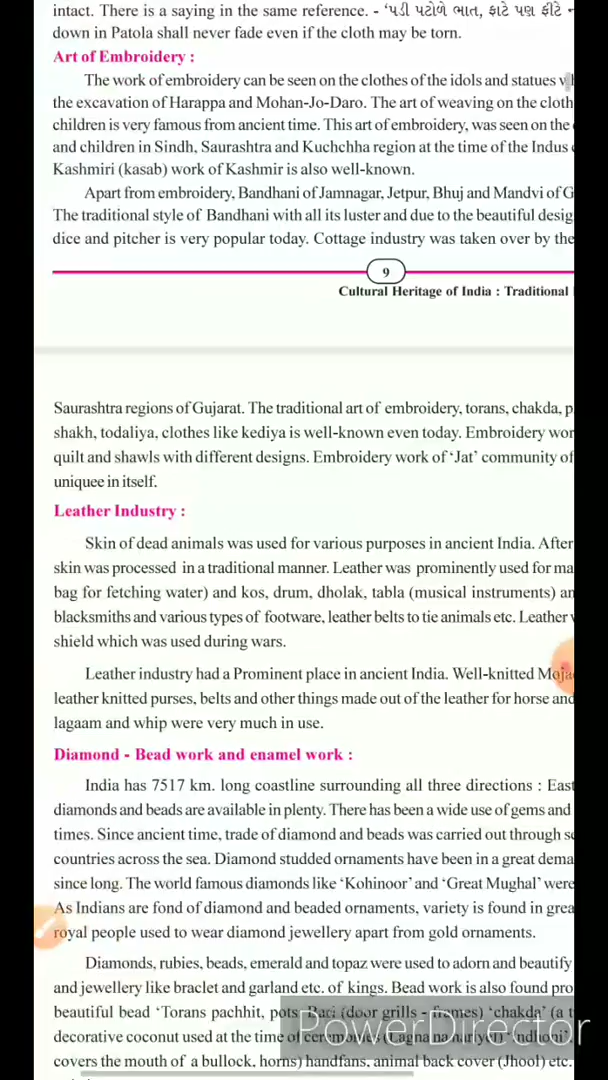 intact. There is a saying in the same reference. - ‘પડી પટોળે ભાત, ફાટે પણ ફીટે ન
down in Patola shall never fade even if the cloth may be torn.
Art of Embroidery :
The work of embroidery can be seen on the clothes of the idols and statues
the excavation of Harappa and Mohan-Jo-Daro. The art of weaving on the cloth
children is very famous from ancient time. This art of embroidery, was seen on the
and children in Sindh, Saurashtra and Kuchchha region at the time of the Indus
Kashmiri (kasab) work of Kashmir is also well-known.
Apart from embroidery, Bandhani of Jamnagar, Jetpur, Bhuj and Mandvi of G
The traditional style of Bandhani with all its luster and due to the beautiful desig
dice and pitcher is very popular today. Cottage industry was taken over by the
9
Cultural Heritage of India : Traditional
Saurashtra regions of Gujarat. The traditional art of embroidery, torans, chakda, p
shakh, todaliya, clothes like kediya is well-known even today. Embroidery wor
quilt and shawls with different designs. Embroidery work of ‘Jat’ community of
uniquee in itself.
Leather Industry :
Skin of dead animals was used for various purposes in ancient India. After
skin was processed in a traditional manner. Leather was prominently used for ma
bag for fetching water) and kos, drum, dholak, tabla (musical instruments) an
blacksmiths and various types of footware, leather belts to tie animals etc. Leather
shield which was used during wars.
Leather industry had a Prominent place in ancient India. Well-knitted Moja
leather knitted purses, belts and other things made out of the leather for horse and
lagaam and whip were very much in use.
Diamond - Bead work and enamel work :
India has 7517 km. long coastline surrounding all three directions : East
diamonds and beads are available in plenty. There has been a wide use of gems and
times. Since ancient time, trade of diamond and beads was carried out through se
countries across the sea. Diamond studded ornaments have been in a great dema
since long. The world famous diamonds like ‘Kohinoor’ and ‘Great Mughal’ were
As Indians are fond of diamond and beaded ornaments, variety is found in grea
royal people used to wear diamond jewellery apart from gold ornaments.
Diamonds, rubies, beads, emerald and topaz were used to adorn and beautify
and jewellery like braclet and garland etc. of kings. Bead work is also found pro
beautiful bead ‘Torans pachhit, pots, Bari (door grills - frames) ‘chakda’ (a t
decorative coconut used at the time of ceremonies (Lagna na nariyel) ‘Indhoni’.
covers the mouth of a bullock, horns) handfans, animal back cover (Jhool) etc.
PowerDirector